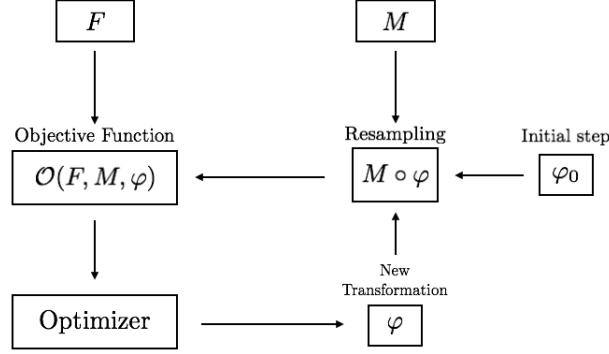 F
M
Objective Function
Resampling
Initial step
𝒪(F, M, φ)
M ∘ φ
φ₀
New
Transformation
Optimizer
φ